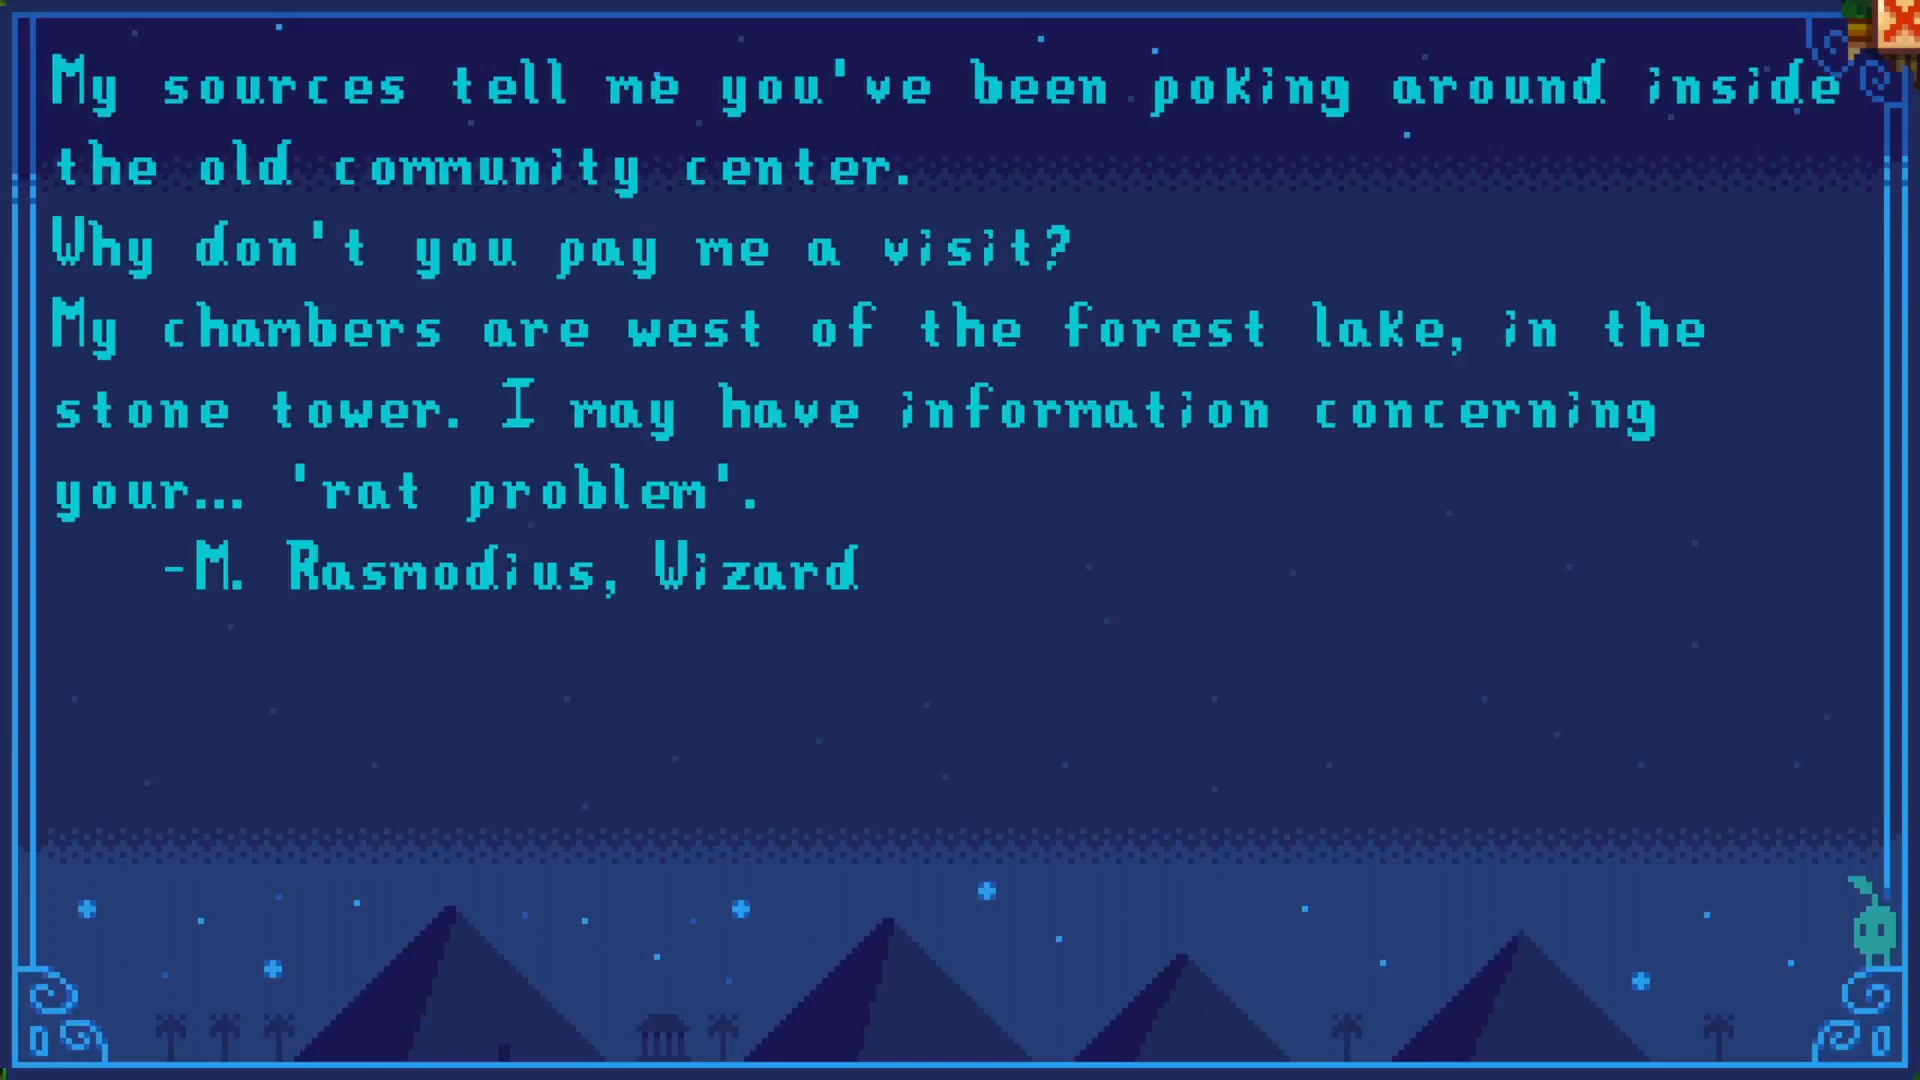 My sources tell me you've been poking around inside
the old community center.
Why don't you pay me a visit?
My chambers are west of the forest lake, in the
stone tower. I may have information concerning
your... 'rat problem'.
-M. Rasmodius, Wizard